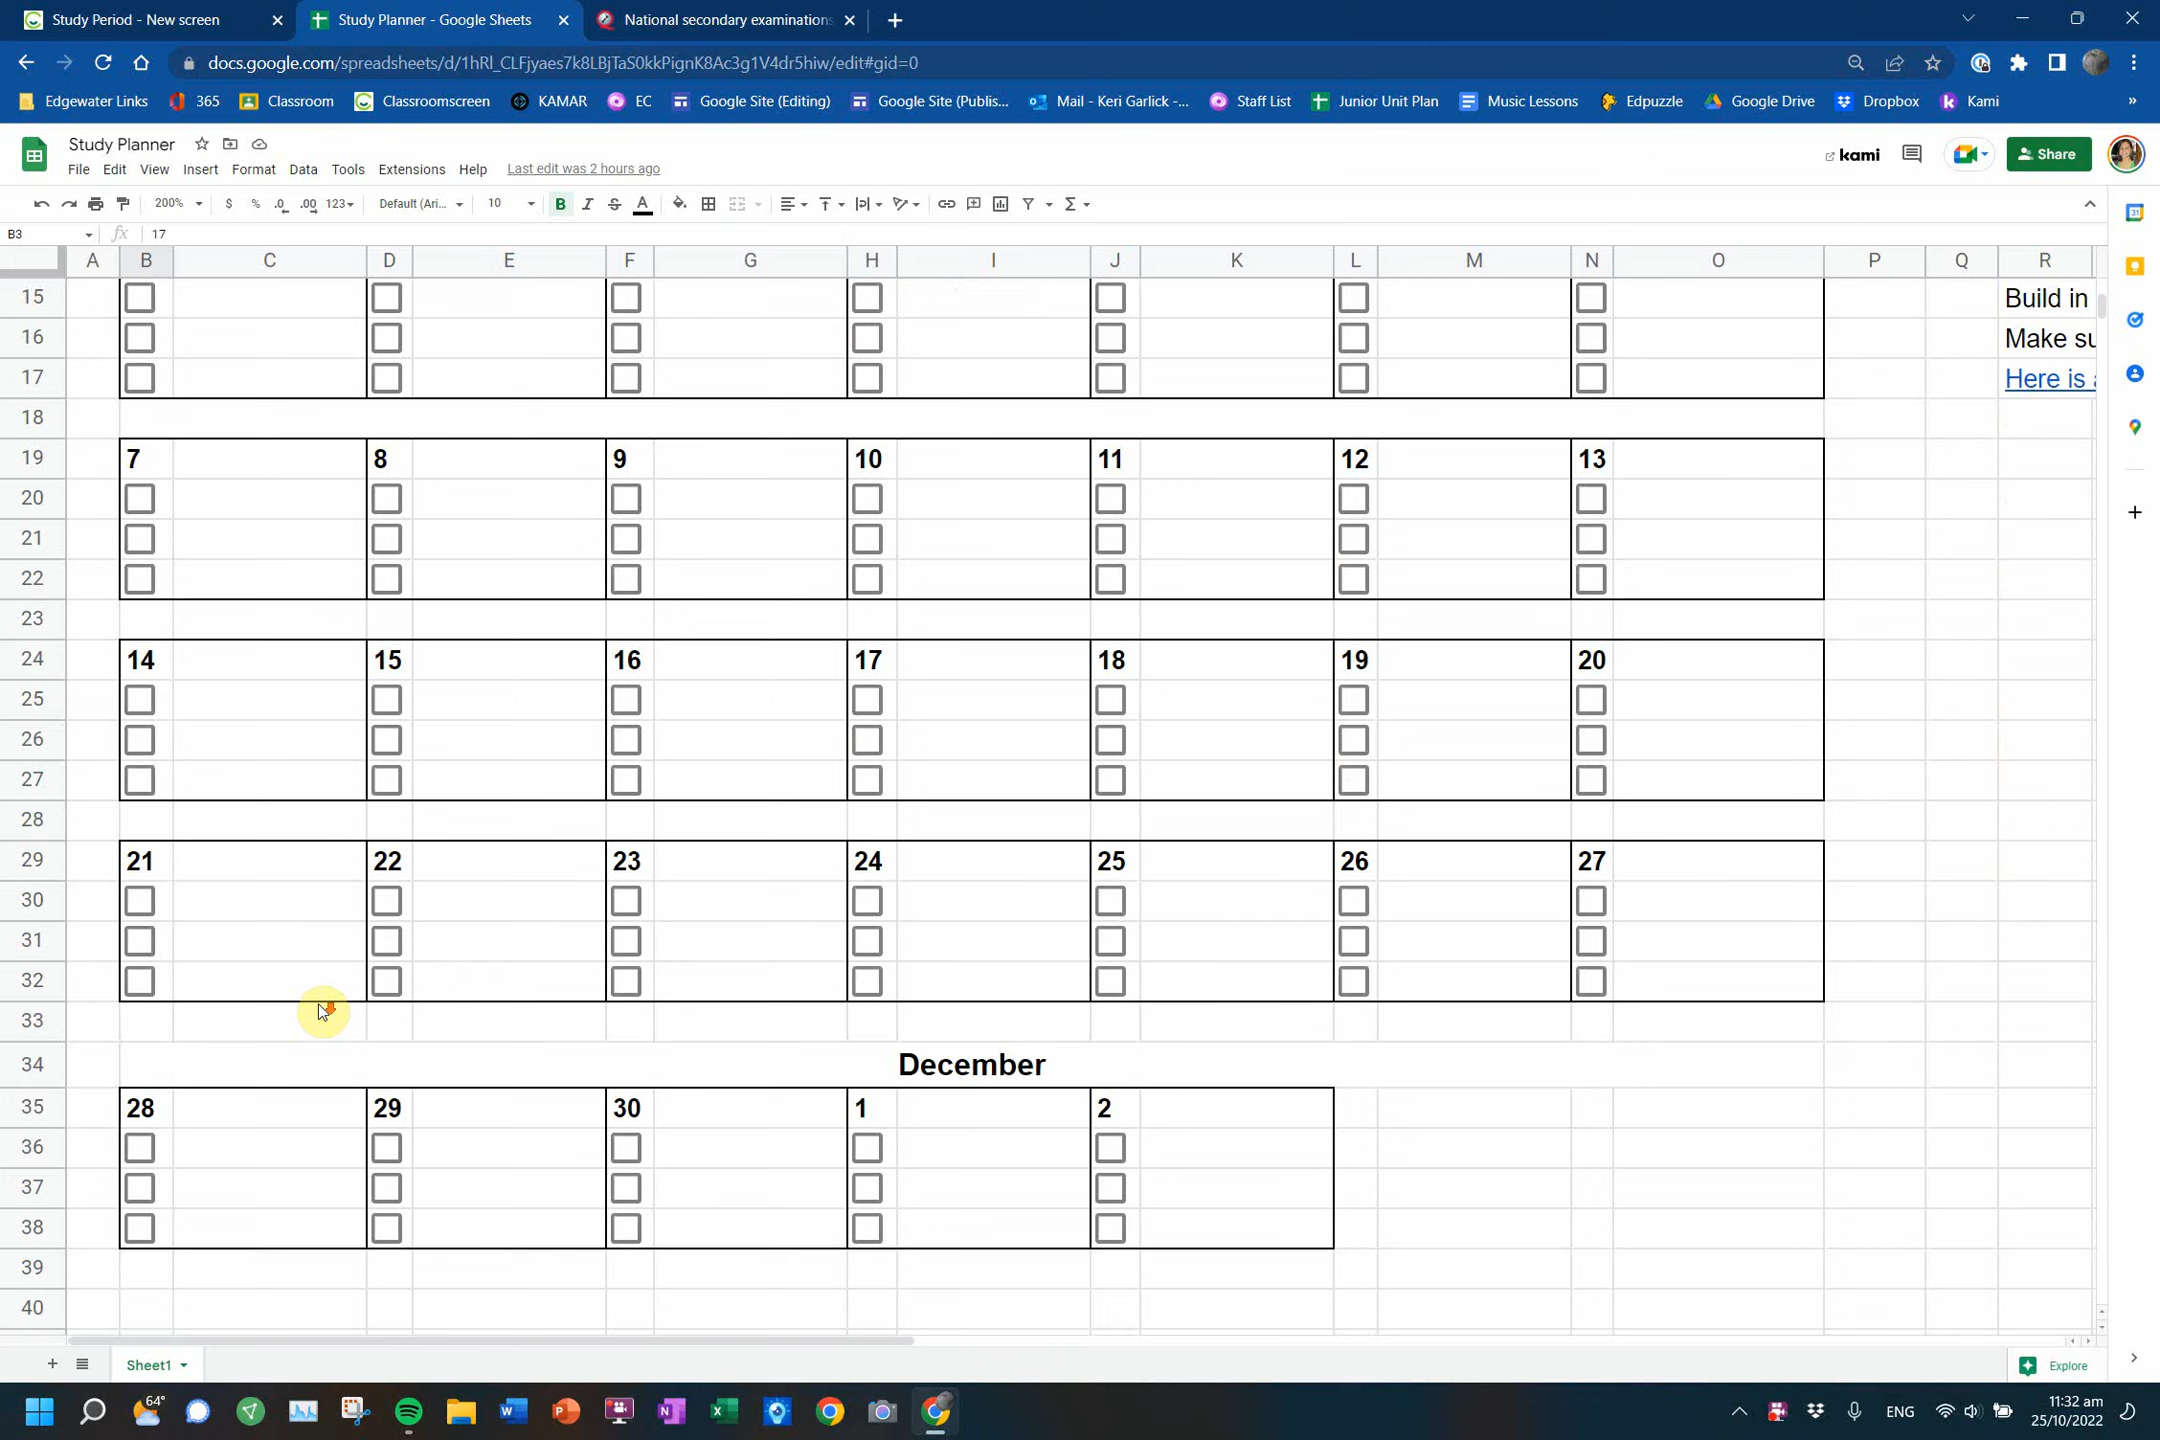 Study Period - New screen
Study Planner - Google Sheets
National secondary examinations
docs.google.com/spreadsheets/d/1hRl_CLFjyaes7k8LBjTaS0kkPignK8Ac3g1V4dr5hiw/edit#gid=0
Edgewater Links 365 Classroom Classroomscreen KAMAR EC Google Site (Editing) Google Site (Publis... Mail - Keri Garlick -... Staff List Junior Unit Plan Music Lessons Edpuzzle Google Drive Dropbox Kami »
Study Planner
kami
Share
File Edit View Insert Format Data Tools Extensions Help Last edit was 2 hours ago
200% $ % .0 .00 123 Default (Ari... 10 B I S A
B3 fx 17
A B C D E F G H I J K L M N O P Q R
15 Build in
16 Make su
17 Here is a
18
19 7 8 9 10 11 12 13
20
21
22
23
24 14 15 16 17 18 19 20
25
26
27
28
29 21 22 23 24 25 26 27
30
31
32
33
34 December
35 28 29 30 1 2
36
37
38
39
40
Sheet1
Explore
64°
ENG
11:32 am
25/10/2022